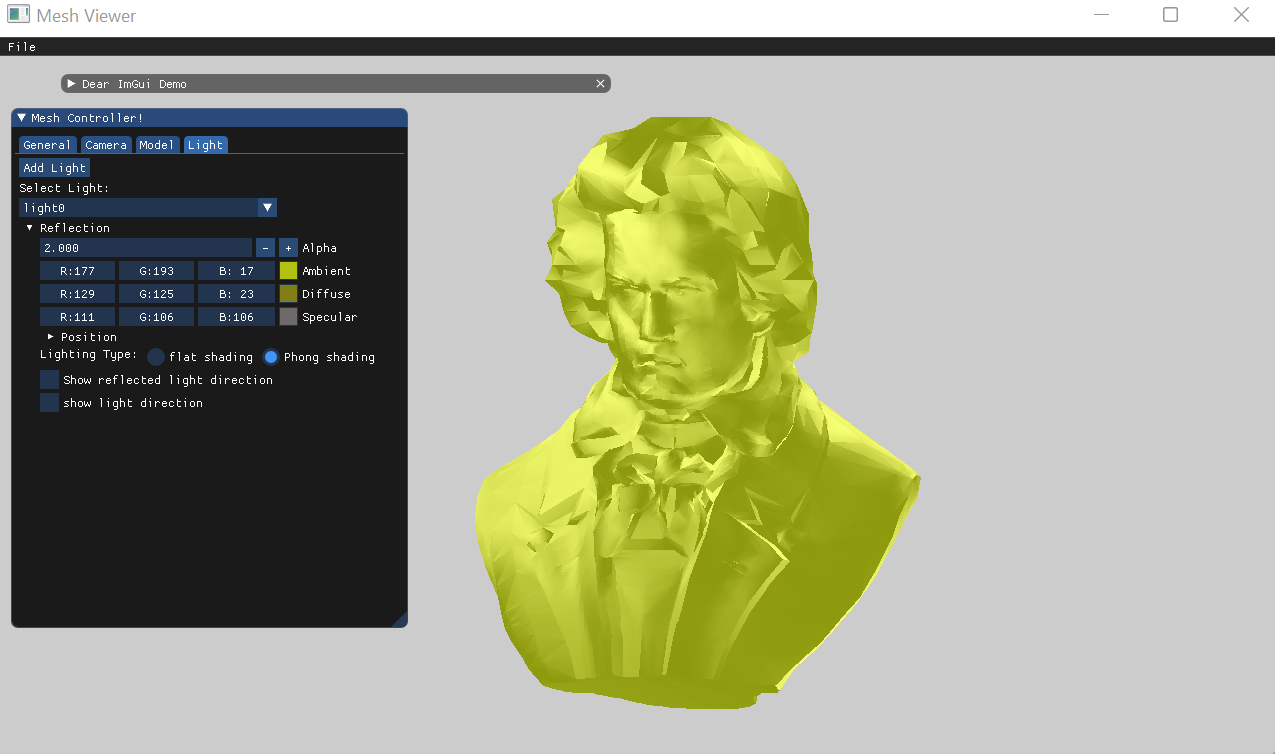 Mesh Viewer
File
Dear ImGui Demo
Mesh Controller!
General Camera Model Light
Add Light
Select Light:
light0
Reflection
2.000 - + Alpha
R:177 G:193 B: 17 Ambient
R:129 G:125 B: 23 Diffuse
R:111 G:106 B:106 Specular
Position
Lighting Type: flat shading Phong shading
Show reflected light direction
show light direction